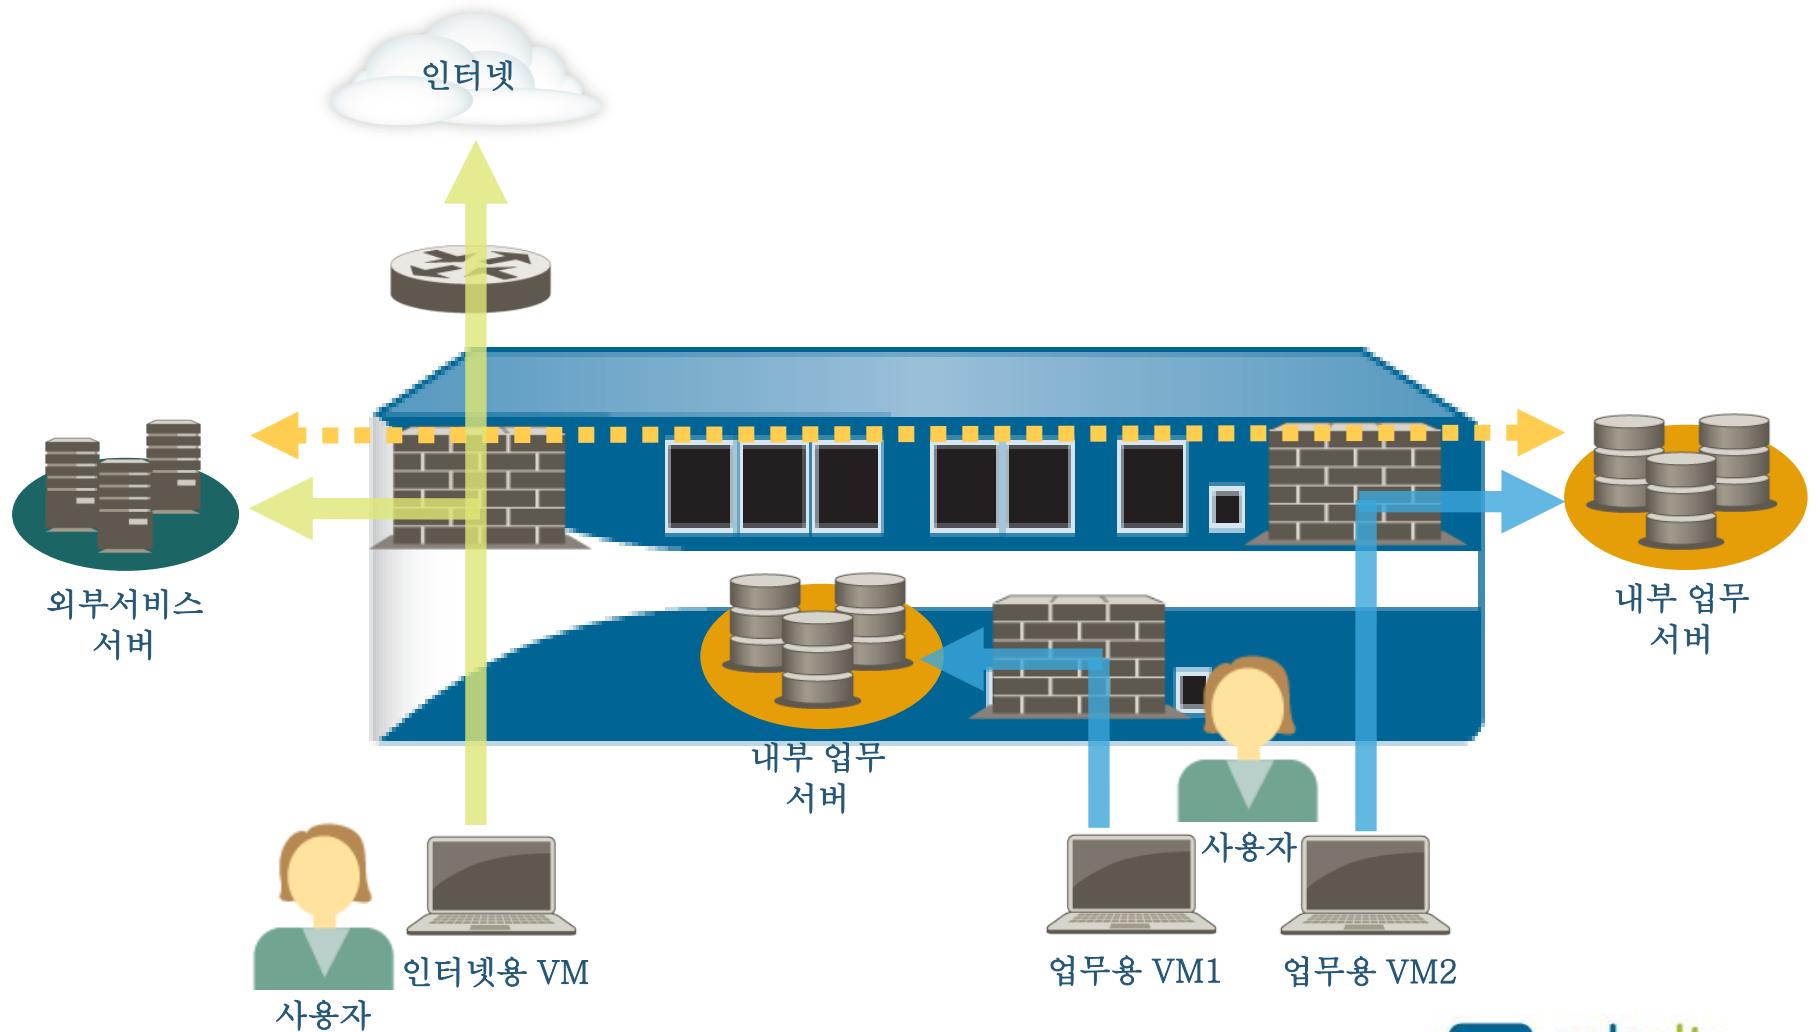 인터넷
외부서비스
서버
내부 업무
서버
내부 업무
서버
사용자
인터넷용 VM
업무용 VM1
업무용 VM2
사용자